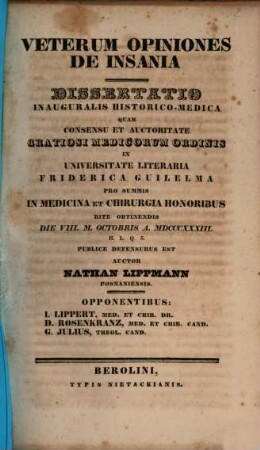 VETERUM OPINIONES
DE INSANIA
DISSERTATIO
INAUGURALIS HISTORICO-MEDICA
QUAM
CONSENSU ET AUCTORITATE
GRATIOSI MEDICORUM ORDINIS
IN
UNIVERSITATE LITERARIA
FRIDERICA GUILELMA
PRO SUMMIS
IN MEDICINA ET CHIRURGIA HONORIBUS
RITE OBTINENDIS
DIE VIII. M. OCTOBRIS A. MDCCCXXXIII.
H. L. Q. S.
PUBLICE DEFENSURUS EST
AUCTOR
NATHAN LIPPMANN
POSNANIENSIS.
OPPONENTIBUS:
I. LIPPERT, MED. ET CHIR. DR.
D. ROSENKRANZ, MED. ET CHIR. CAND.
G. JULIUS, THEOL. CAND.
BEROLINI,
TYPIS NIETACKIANIS.